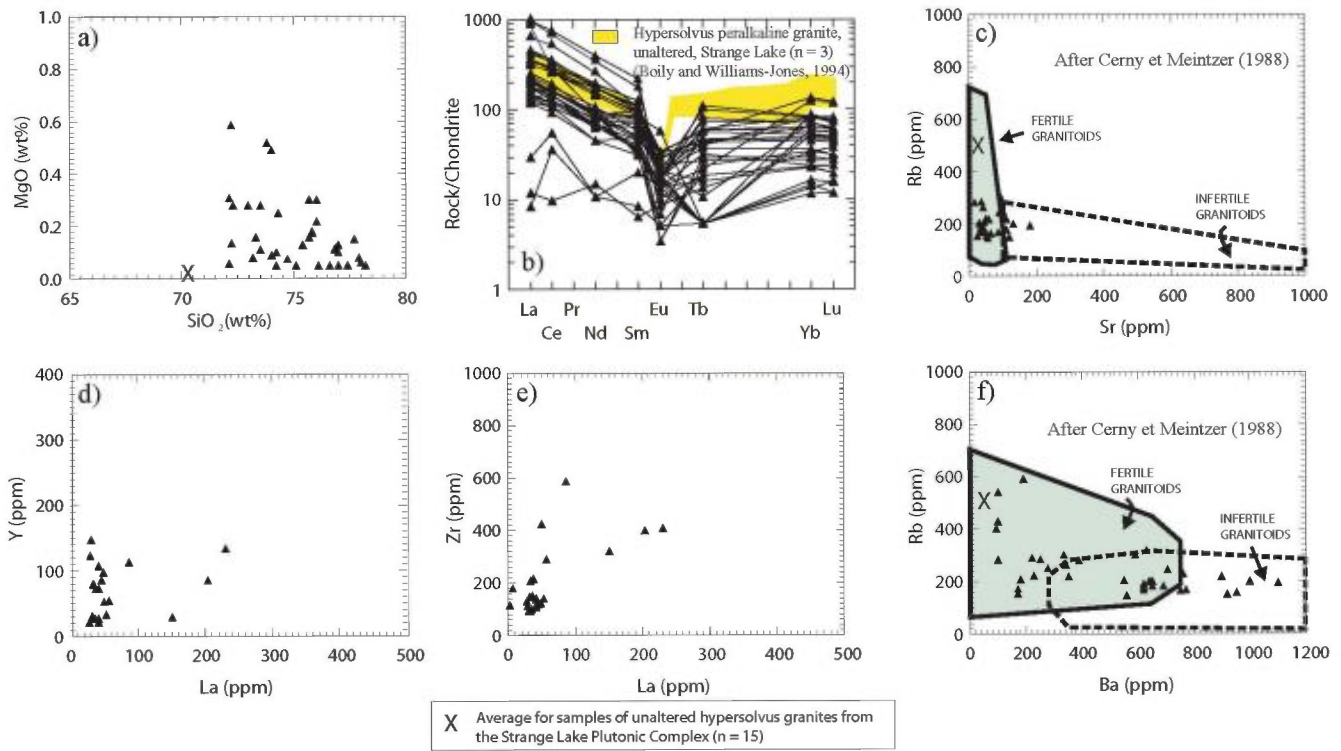 a)
MgO (wt%)
1.0
0.8
0.6
0.4
0.2
0.0
X
65
70
75
80
SiO₂(wt%)
b)
Rock/Chondrite
1000
100
10
1
Hypersolvus peralkaline granite,
unaltered, Strange Lake (n = 3)
(Boily and Williams-Jones, 1994)
La
Pr
Eu
Tb
Lu
Ce
Nd
Sm
Yb
c)
After Cerny et Meintzer (1988)
Rb (ppm)
1000
800
600
400
200
0
X
FERTILE
GRANITOIDS
INFERTILE
GRANITOIDS
0
200
400
600
800
1000
Sr (ppm)
d)
Y (ppm)
400
300
200
100
0
0
100
200
300
400
500
La (ppm)
e)
Zr (ppm)
1000
800
600
400
200
0
0
100
200
300
400
500
La (ppm)
f)
After Cerny et Meintzer (1988)
Rb (ppm)
1000
800
600
400
200
0
X
FERTILE
GRANITOIDS
INFERTILE
GRANITOIDS
0
200
400
600
800
1000
1200
Ba (ppm)
X Average for samples of unaltered hypersolvus granites from
the Strange Lake Plutonic Complex (n = 15)